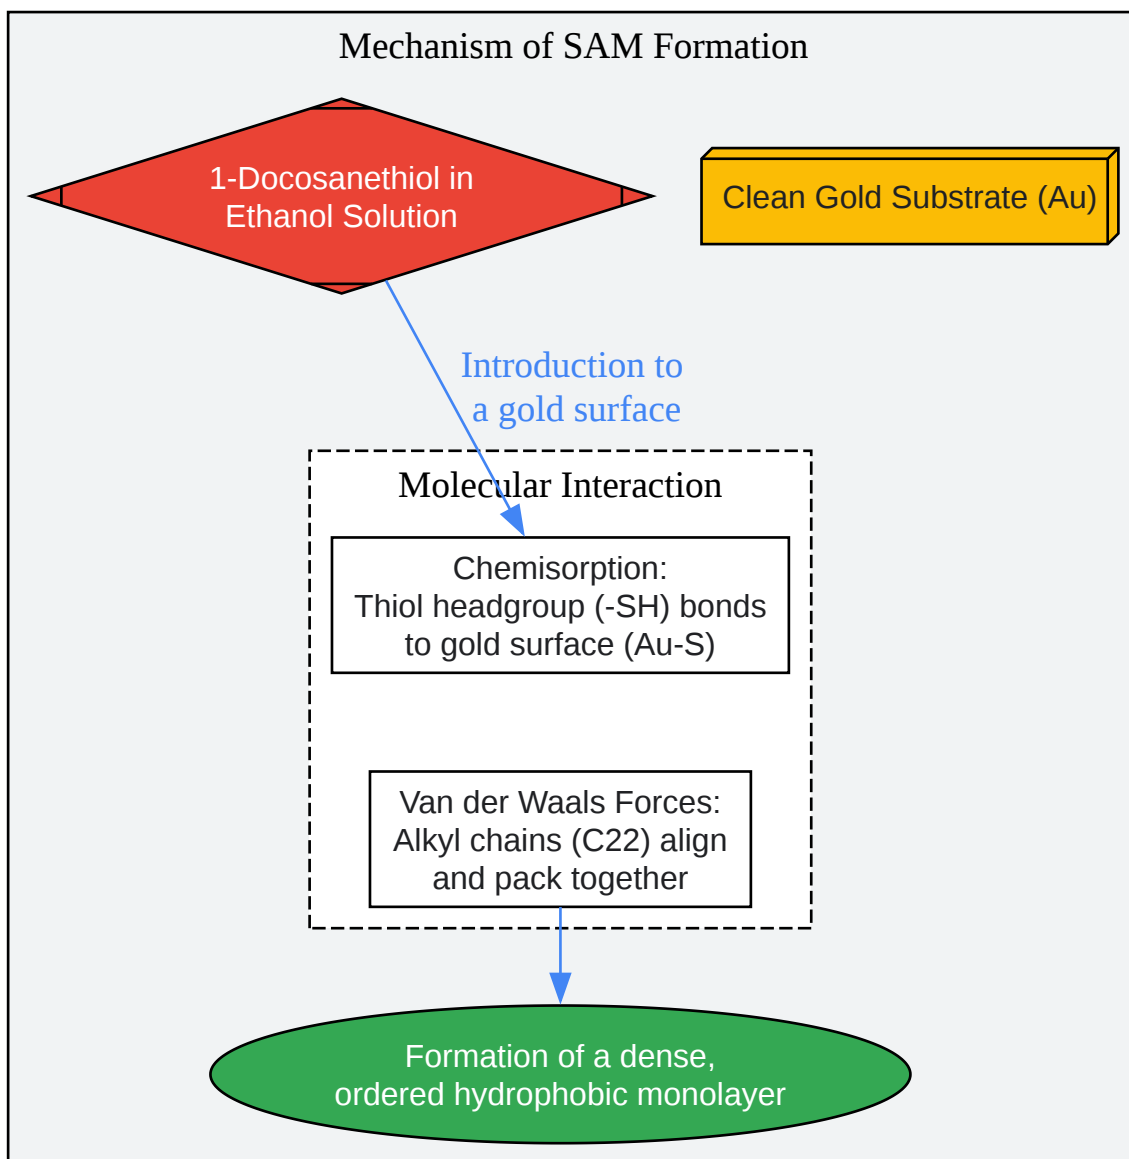 Mechanism of SAM Formation
1-Docosanethiol in
Ethanol Solution
Clean Gold Substrate (Au)
Introduction to
a gold surface
Molecular Interaction
Chemisorption:
Thiol headgroup (-SH) bonds
to gold surface (Au-S)
Van der Waals Forces:
Alkyl chains (C22) align
and pack together
Formation of a dense,
ordered hydrophobic monolayer